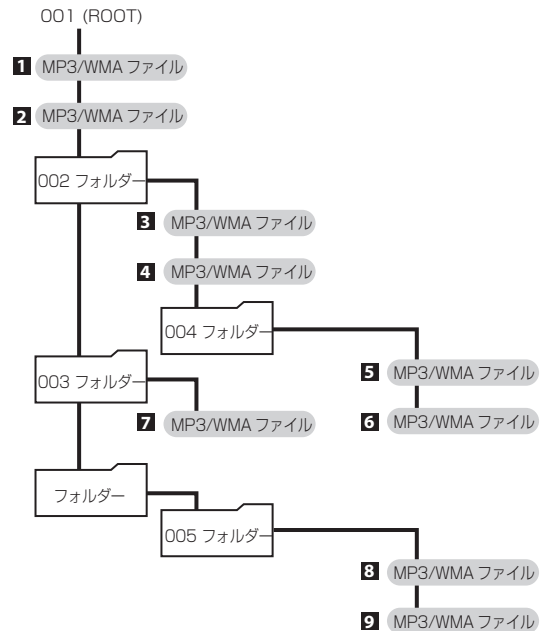 001 (ROOT)
1 MP3/WMA ファイル
2 MP3/WMA ファイル
002 フォルダー
3 MP3/WMA ファイル
4 MP3/WMA ファイル
004 フォルダー
5 MP3/WMA ファイル
6 MP3/WMA ファイル
003 フォルダー
7 MP3/WMA ファイル
フォルダー
005 フォルダー
8 MP3/WMA ファイル
9 MP3/WMA ファイル